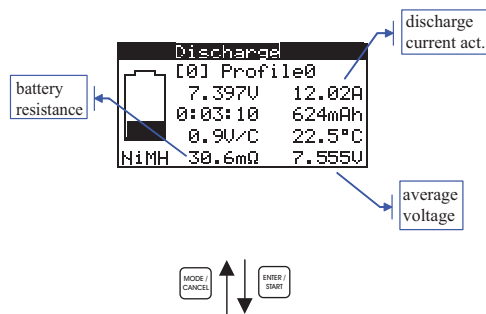 discharge
current act.
Discharge
[0] Profile0
battery
resistance
7.397V 12.02A
0:03:10 624mAh
0.9V/C 22.5°C
NiMH 30.6mΩ 7.555V
average
voltage
MODE /
CANCEL
ENTER /
START